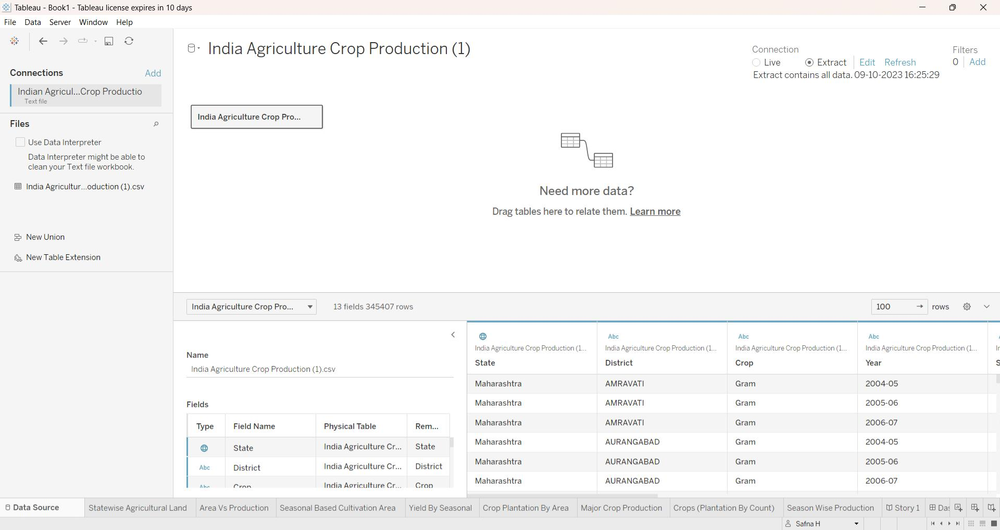 Tableau - Book1 - Tableau license expires in 10 days
File Data Server Window Help
Connections Add
Indian Agricul...Crop Productio
Text file
Files
Use Data Interpreter
Data Interpreter might be able to
clean your Text file workbook.
India Agricultur...oduction (1).csv
New Union
New Table Extension
India Agriculture Crop Production (1)
Connection
Live Extract Edit Refresh
Extract contains all data. 09-10-2023 16:25:29
Filters
0 Add
India Agriculture Crop Pro...
Need more data?
Drag tables here to relate them. Learn more
India Agriculture Crop Pro... 13 fields 345407 rows 100 rows
Name
India Agriculture Crop Production (1).csv
Fields
Type Field Name Physical Table Rem...
State India Agriculture Cr... State
Abc District India Agriculture Cr... District
Abc Crop India Agriculture Cr... Crop
Abc Abc Abc
India Agriculture Crop Production (1... India Agriculture Crop Production (1... India Agriculture Crop Production (1... India Agriculture Crop Production (1...
State District Crop Year
Maharashtra AMRAVATI Gram 2004-05
Maharashtra AMRAVATI Gram 2005-06
Maharashtra AMRAVATI Gram 2006-07
Maharashtra AURANGABAD Gram 2004-05
Maharashtra AURANGABAD Gram 2005-06
Maharashtra AURANGABAD Gram 2006-07
Data Source Statewise Agricultural Land Area Vs Production Seasonal Based Cultivation Area Yield By Seasonal Crop Plantation By Area Major Crop Production Crops (Plantation By Count) Season Wise Production Story 1 Das
Safna H